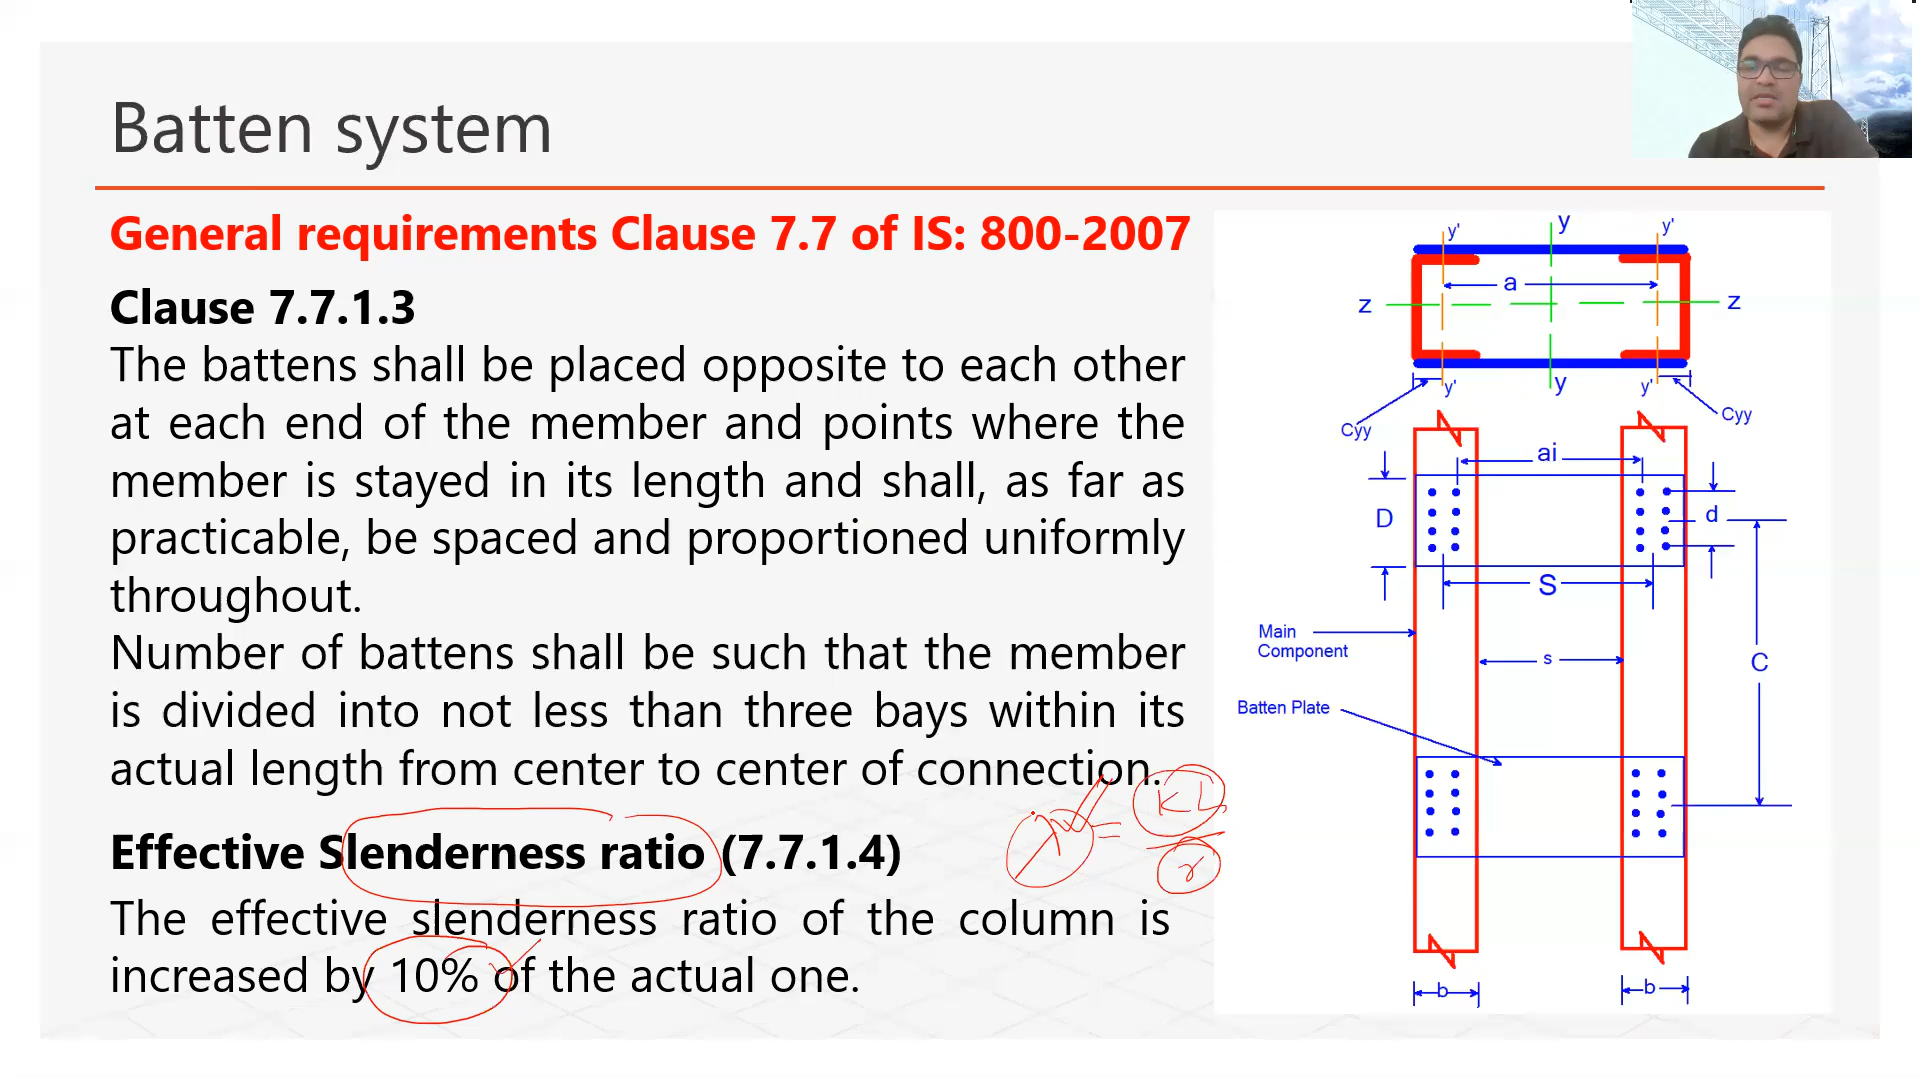 Batten system
General requirements Clause 7.7 of IS: 800-2007
Clause 7.7.1.3
The battens shall be placed opposite to each other
at each end of the member and points where the
member is stayed in its length and shall, as far as
practicable, be spaced and proportioned uniformly
throughout.
Number of battens shall be such that the member
is divided into not less than three bays within its
actual length from center to center of connection.
Effective Slenderness ratio (7.7.1.4)
The effective slenderness ratio of the column is
increased by 10% of the actual one.
λ = KL
r
y' y y'
a
z z
y' y y'
Cyy Cyy
ai
D d
S
Main
Component
s
C
Batten Plate
b b